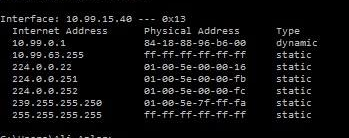 Interface: 10.99.15.40 --- 0x13
Internet Address Physical Address Type
10.99.0.1 84-18-88-96-b6-00 dynamic
10.99.63.255 ff-ff-ff-ff-ff-ff static
224.0.0.22 01-00-5e-00-00-16 static
224.0.0.251 01-00-5e-00-00-fb static
224.0.0.252 01-00-5e-00-00-fc static
239.255.255.250 01-00-5e-7f-ff-fa static
255.255.255.255 ff-ff-ff-ff-ff-ff static